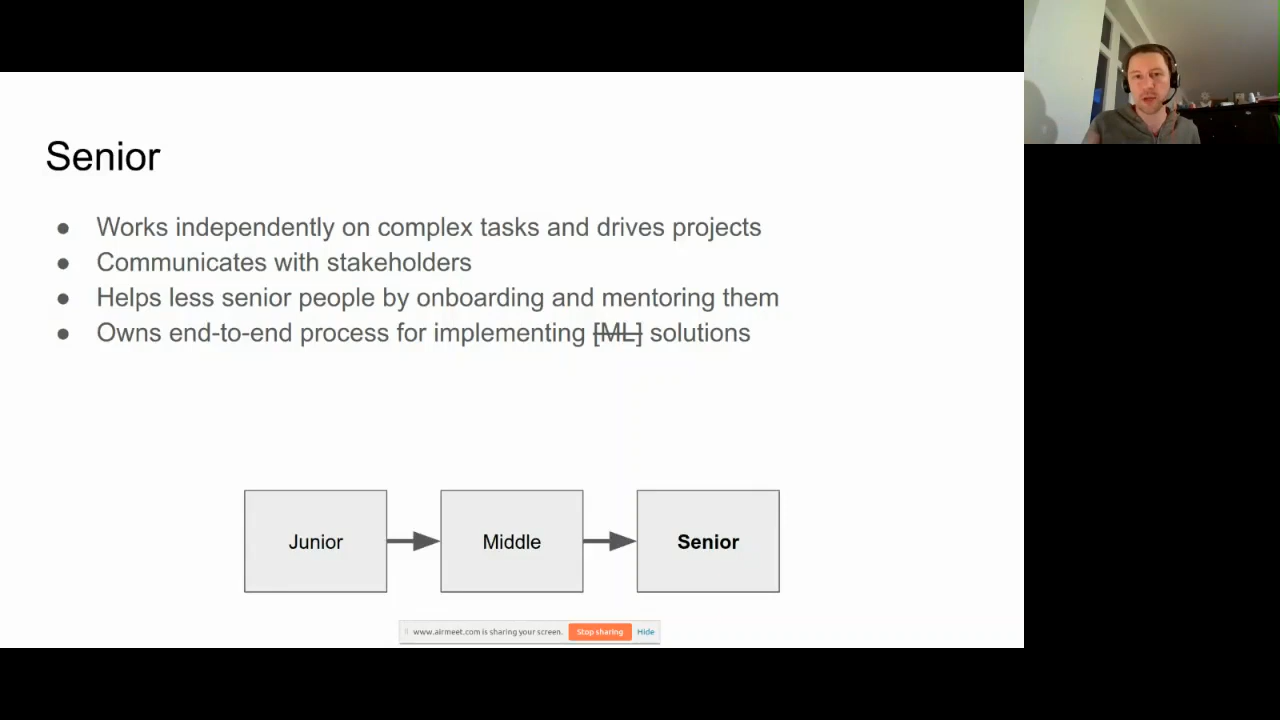 Senior
● Works independently on complex tasks and drives projects
● Communicates with stakeholders
● Helps less senior people by onboarding and mentoring them
● Owns end-to-end process for implementing [ML] solutions
Junior
Middle
Senior
www.airmeet.com is sharing your screen. Stop sharing Hide